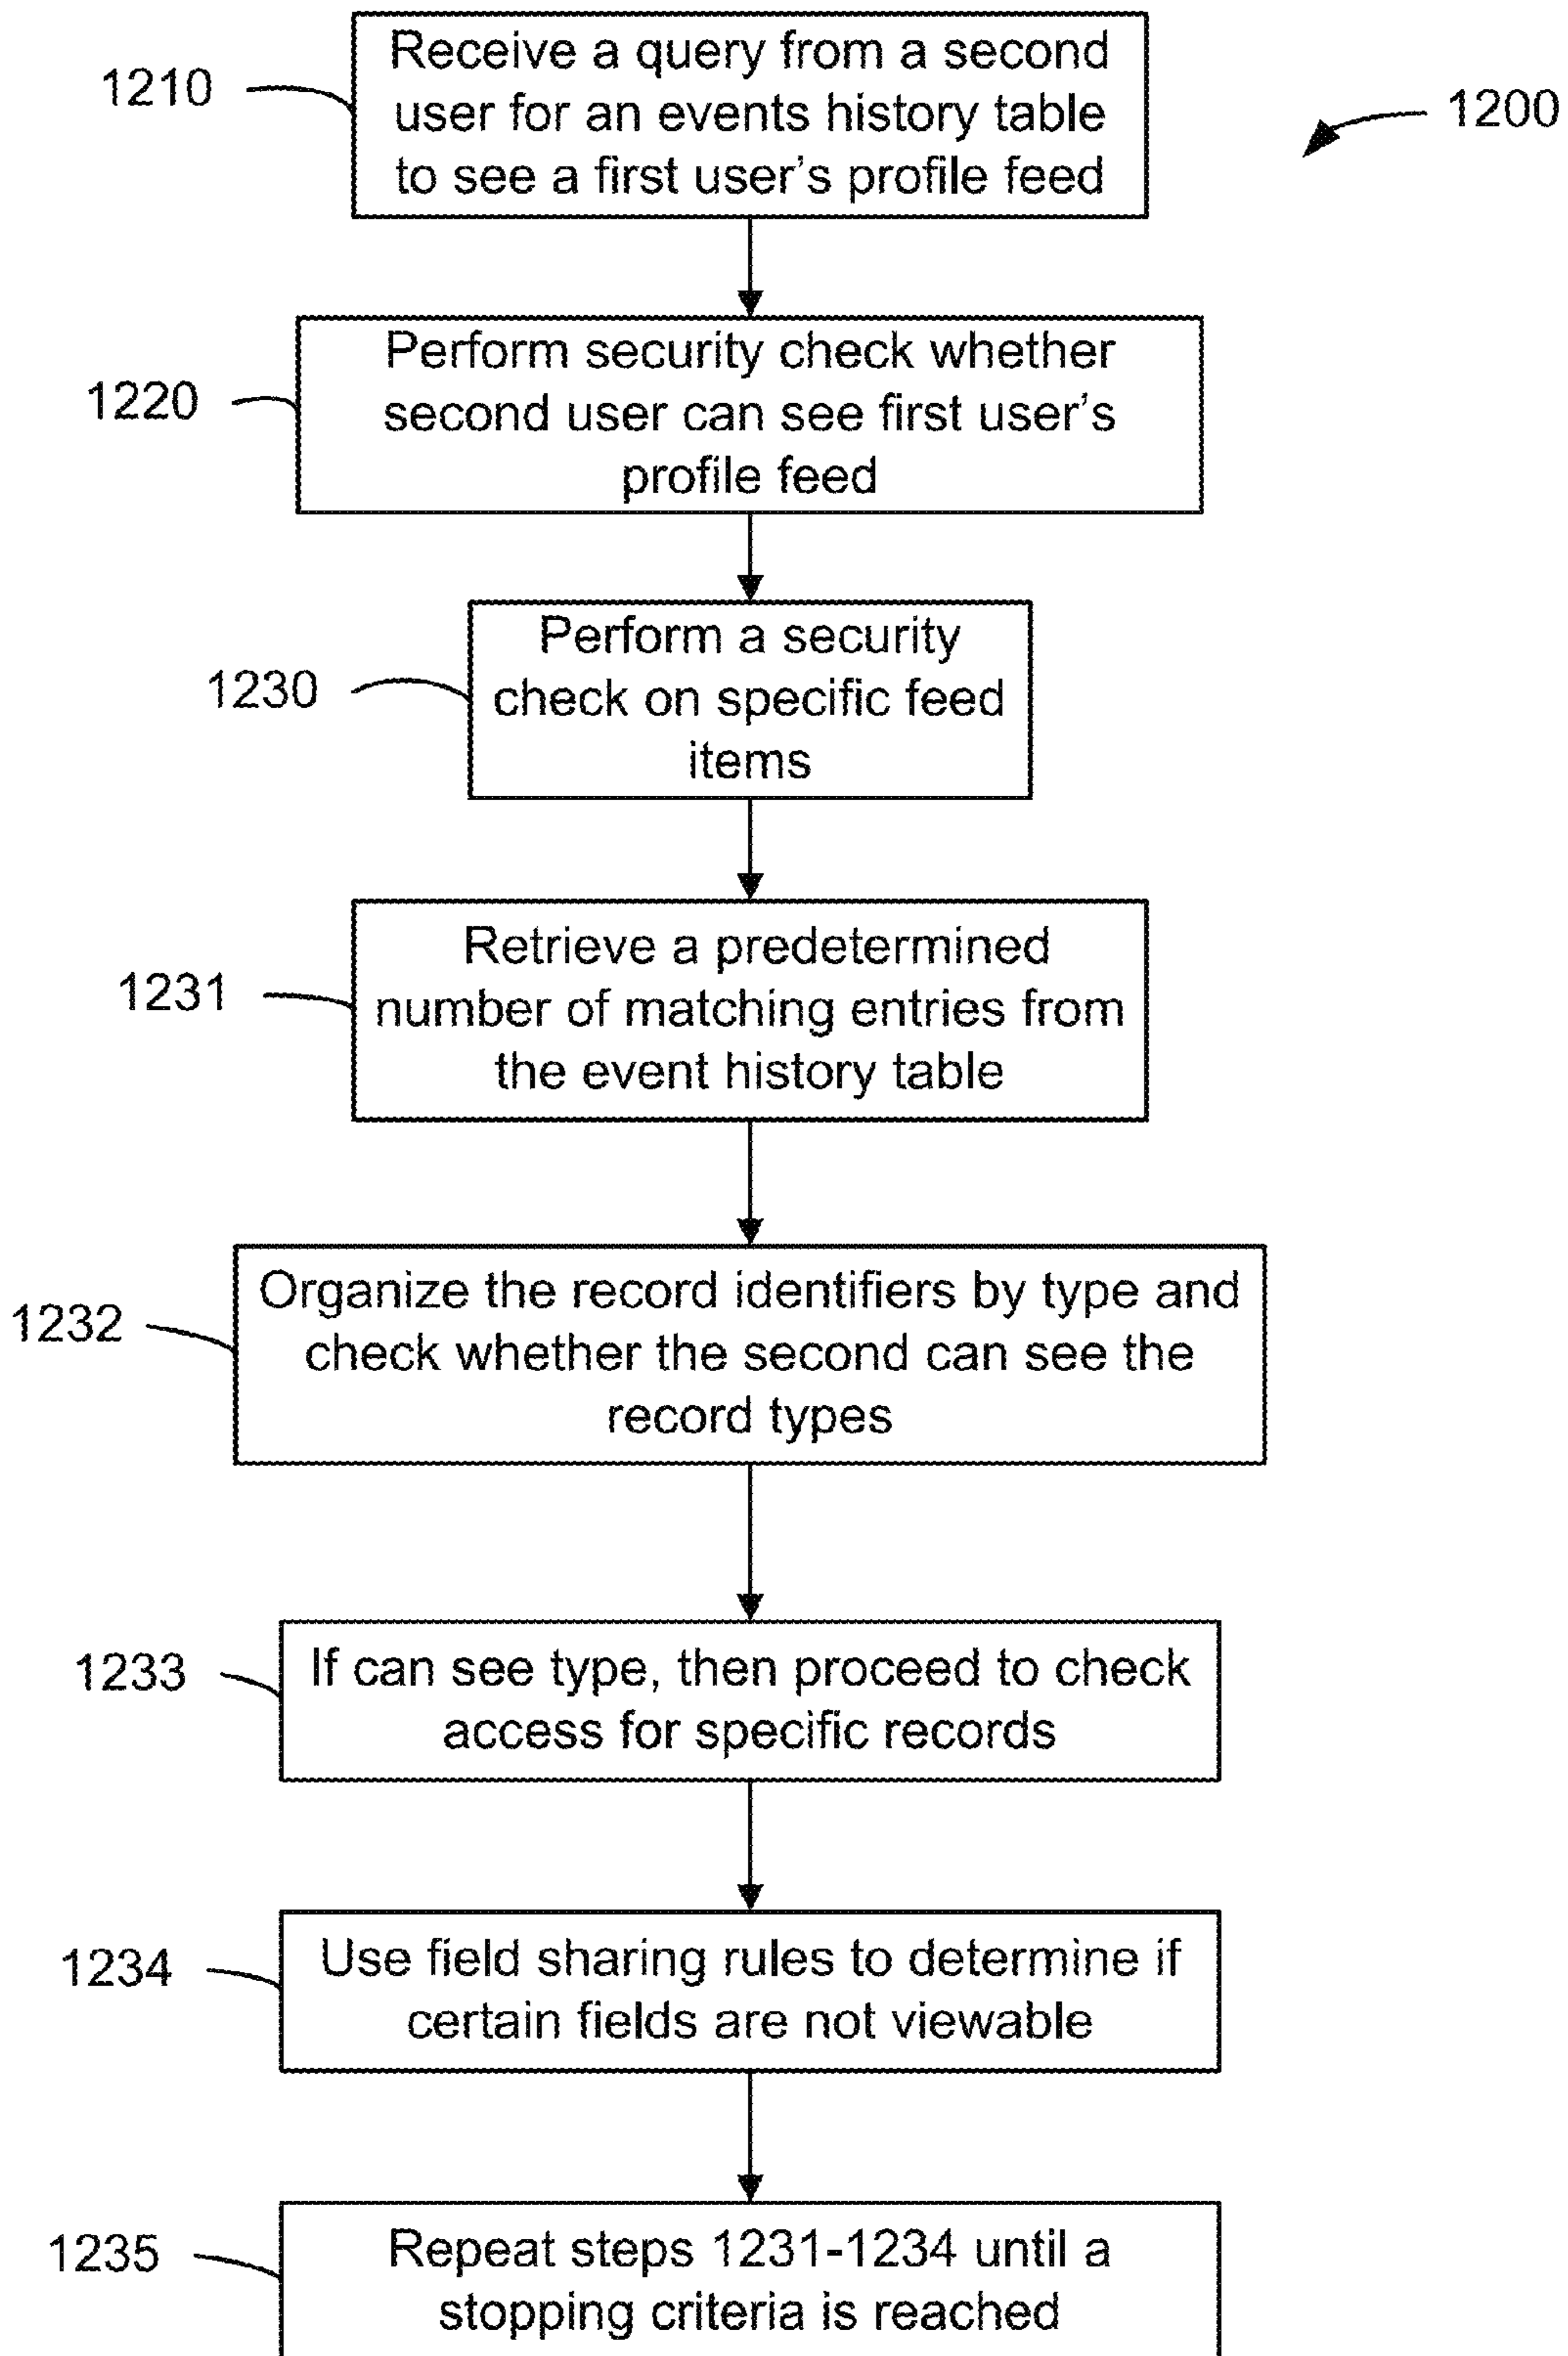 Receive a query from a second
1210
user for an events history table
1200
to see a first user's profile feed
Perform security check whether
1220
second user can see first user's
profile feed
Perform a security
1230
check on specific feed
items
Retrieve a predetermined
1231
number of matching entries from
the event history table
Organize the record identifiers by type and
1232
check whether the second can see the
record types
1233
If can see type, then proceed to check
access for specific records
1234
Use field sharing rules to determine if
certain fields are not viewable
1235
Repeat steps 1231-1234 until a
stopping criteria is reached